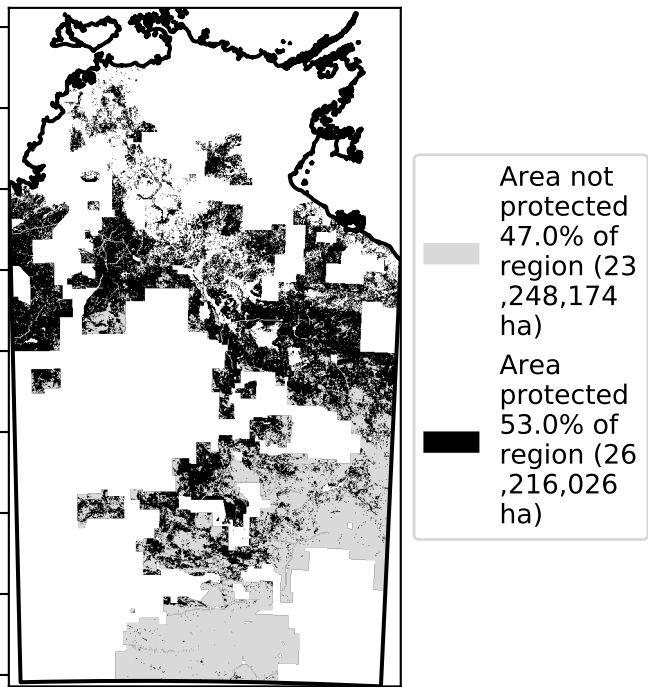 Area not
protected
47.0% of
region (23
,248,174
ha)
Area
protected
53.0% of
region (26
,216,026
ha)